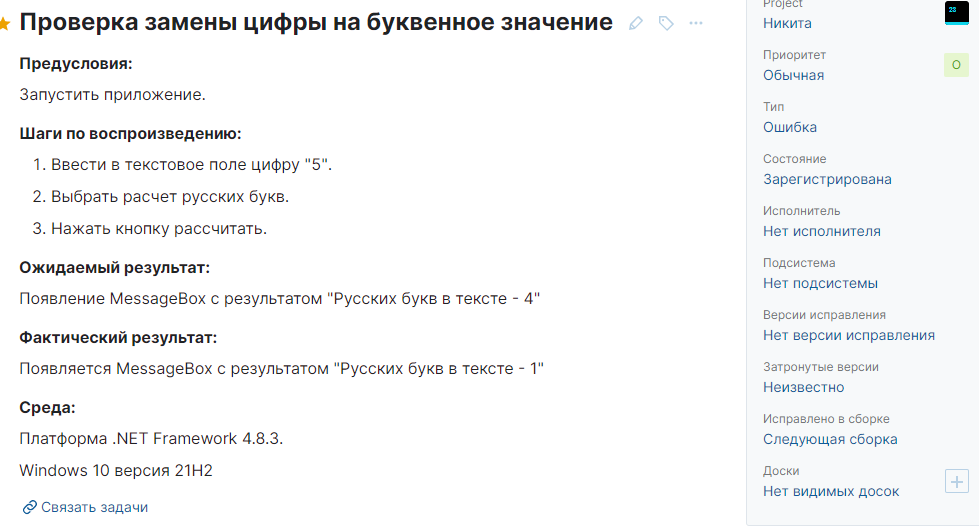 Проверка замены цифры на буквенное значение
Предусловия:
Запустить приложение.
Шаги по воспроизведению:
1. Ввести в текстовое поле цифру "5".
2. Выбрать расчет русских букв.
3. Нажать кнопку рассчитать.
Ожидаемый результат:
Появление MessageBox с результатом "Русских букв в тексте - 4"
Фактический результат:
Появляется MessageBox с результатом "Русских букв в тексте - 1"
Среда:
Платформа .NET Framework 4.8.3.
Windows 10 версия 21H2
Связать задачи
Project
Никита
23
Приоритет
Обычная
О
Тип
Ошибка
Состояние
Зарегистрирована
Исполнитель
Нет исполнителя
Подсистема
Нет подсистемы
Версии исправления
Нет версии исправления
Затронутые версии
Неизвестно
Исправлено в сборке
Следующая сборка
Доски
Нет видимых досок